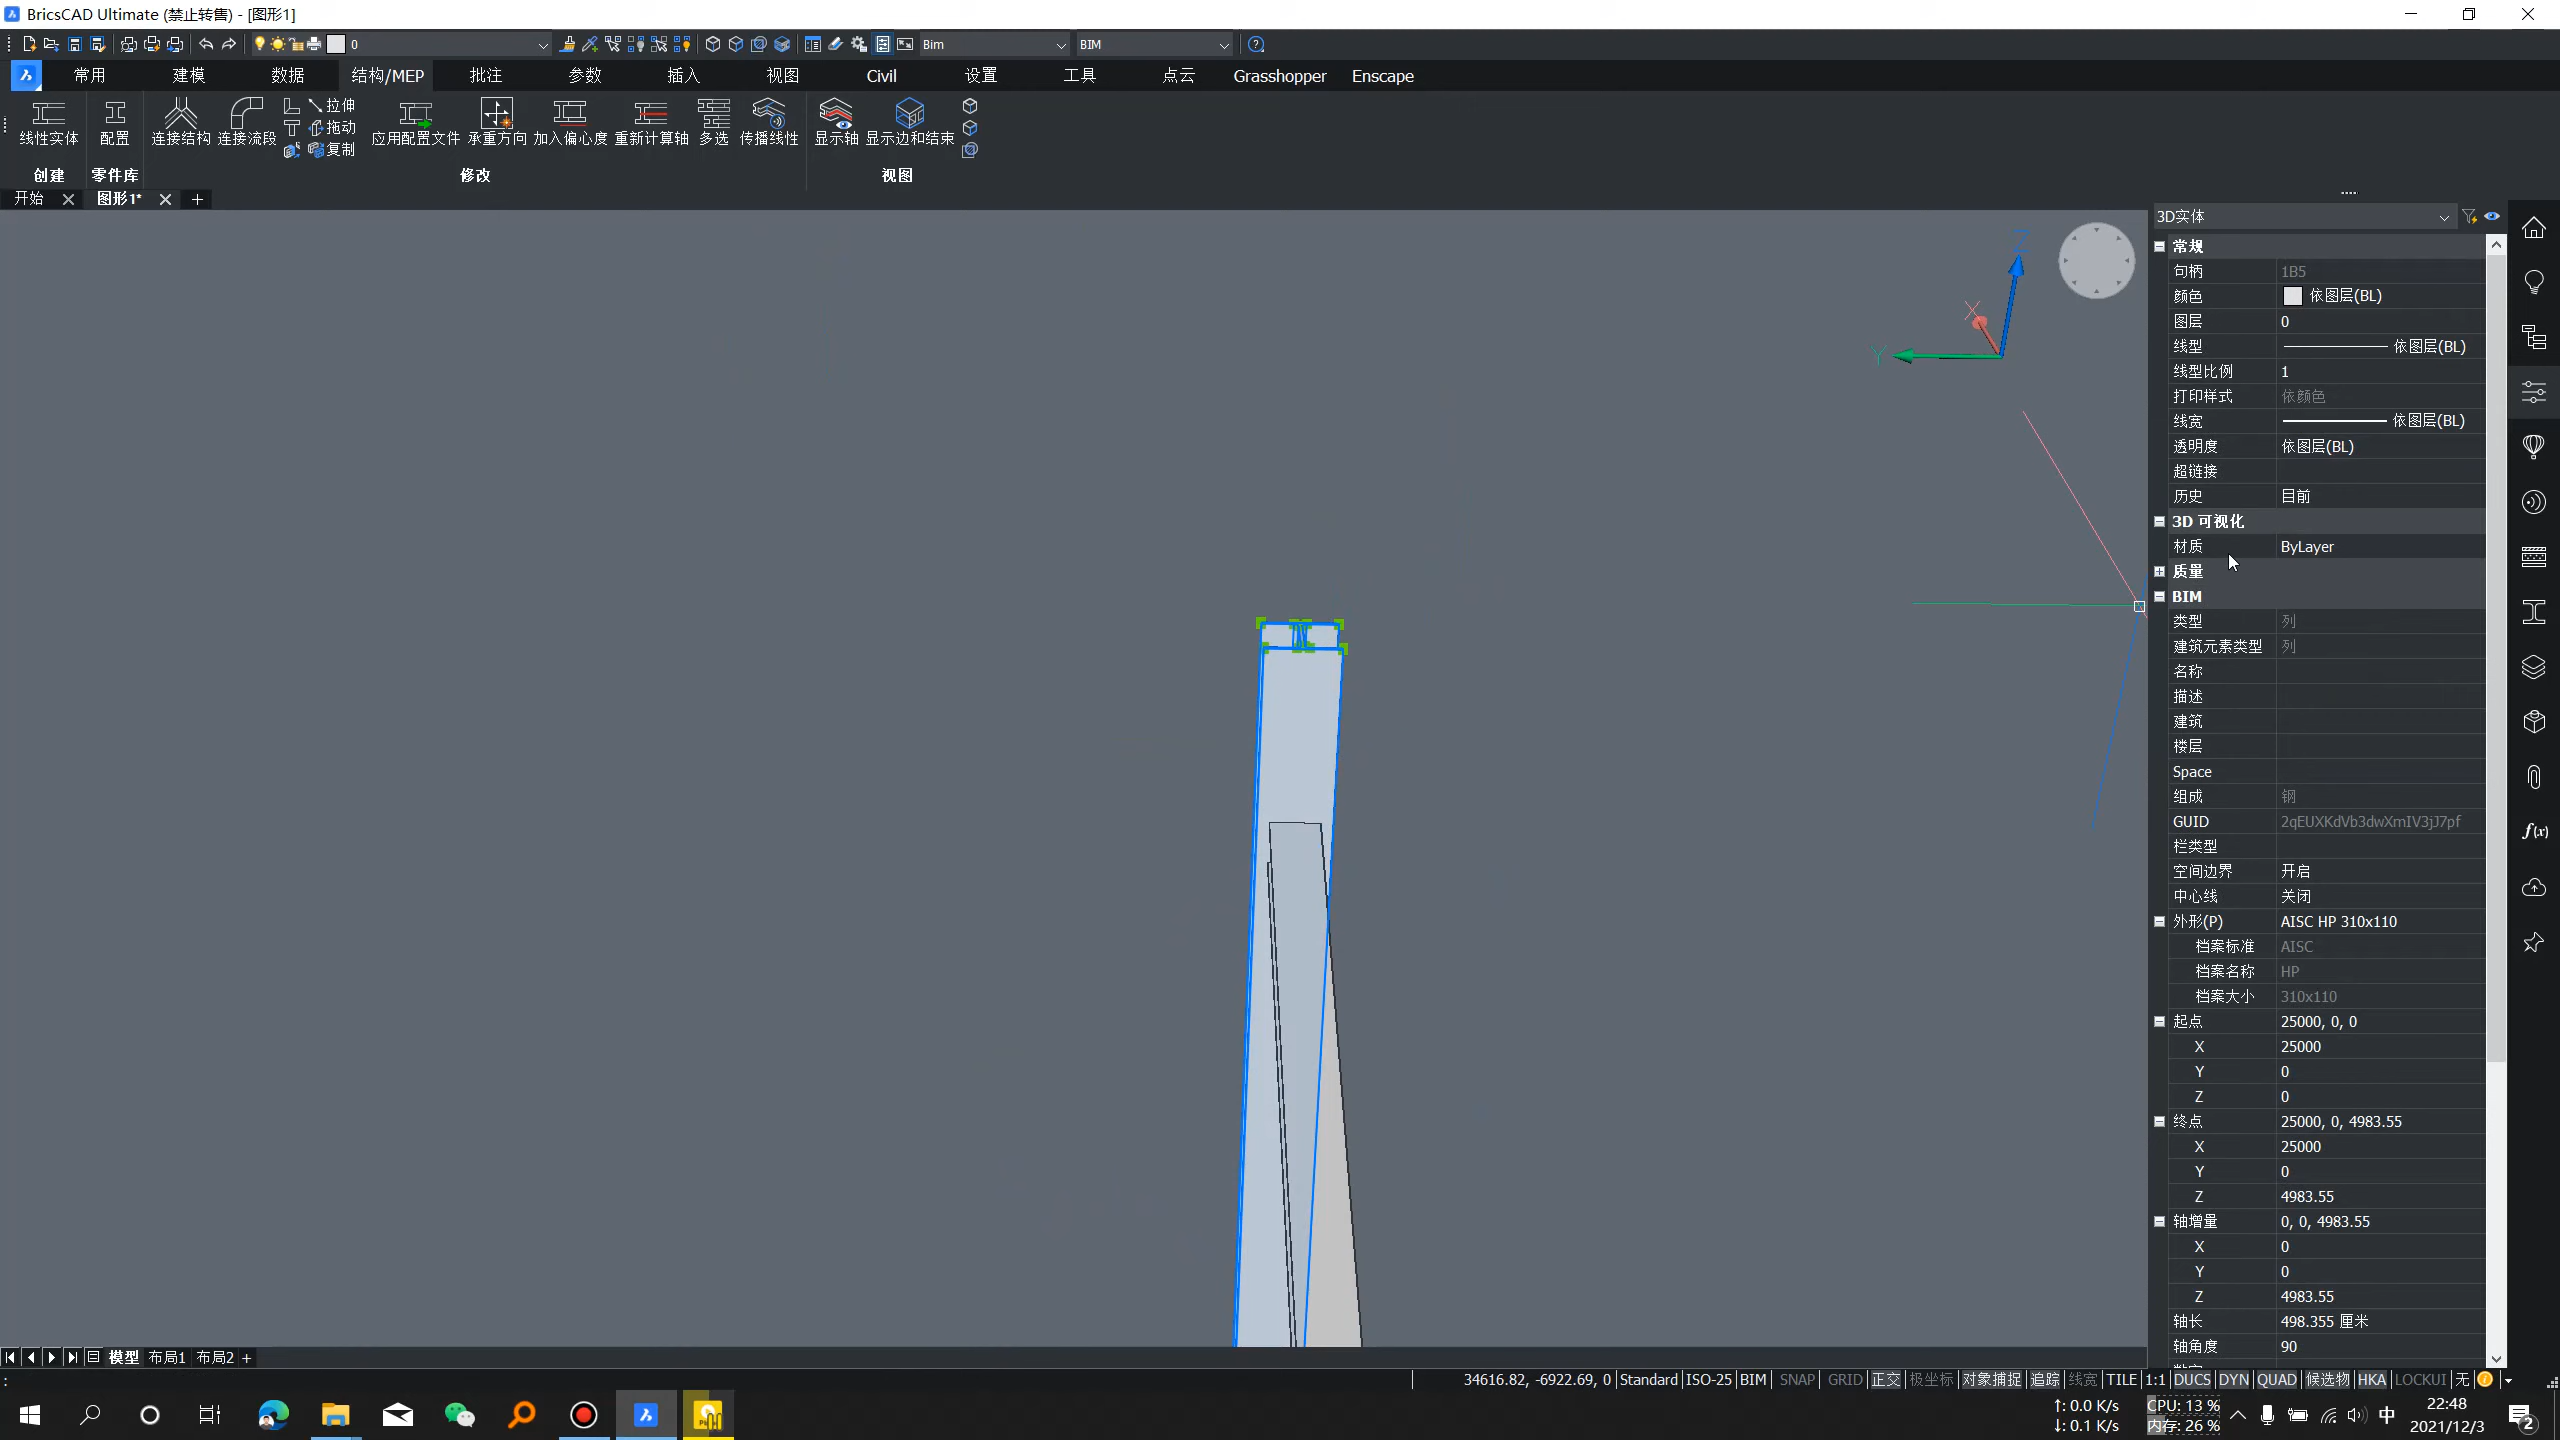 BricsCAD Ultimate (禁止转售) - [图形1]
0 Bim BIM
常用 建模 数据 结构/MEP 批注 参数 插入 视图 Civil 设置 工具 点云 Grasshopper Enscape
拉伸
线性实体 配置 连接结构 连接流段 拖动 应用配置文件 承重方向 加入偏心度 重新计算轴 多选 传播线性 显示轴 显示边和结束
复制
创建 零件库 修改 视图
开始 图形1*
3D实体
常规
句柄 1B5
颜色 依图层(BL)
图层 0
线型 依图层(BL)
线型比例 1
打印样式 依颜色
线宽 依图层(BL)
透明度 依图层(BL)
超链接
历史 目前
3D 可视化
材质 ByLayer
质量
BIM
类型 列
建筑元素类型 列
名称
描述
建筑
楼层
Space
组成 钢
GUID 2qEUXKdVb3dwXmIV3jJ7pf
栏类型
空间边界 开启
中心线 关闭
外形(P) AISC HP 310x110
档案标准 AISC
档案名称 HP
档案大小 310x110
起点 25000, 0, 0
X 25000
Y 0
Z 0
终点 25000, 0, 4983.55
X 25000
Y 0
Z 4983.55
轴增量 0, 0, 4983.55
X 0
Y 0
Z 4983.55
轴长 498.355 厘米
轴角度 90
Z
X
Y
模型 布局1 布局2 +
:
34616.82, -6922.69, 0 Standard ISO-25 BIM SNAP GRID 正交 极坐标 对象捕捉 追踪 线宽 TILE 1:1 DUCS DYN QUAD 候选物 HKA LOCKUI 无
↑: 0.0 K/s CPU: 13 % 22:48
↓: 0.1 K/s 内存: 26 % 中 2021/12/3 2